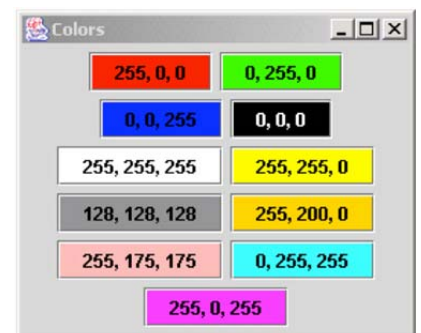 Colors
255, 0, 0 0, 255, 0
0, 0, 255 0, 0, 0
255, 255, 255 255, 255, 0
128, 128, 128 255, 200, 0
255, 175, 175 0, 255, 255
255, 0, 255